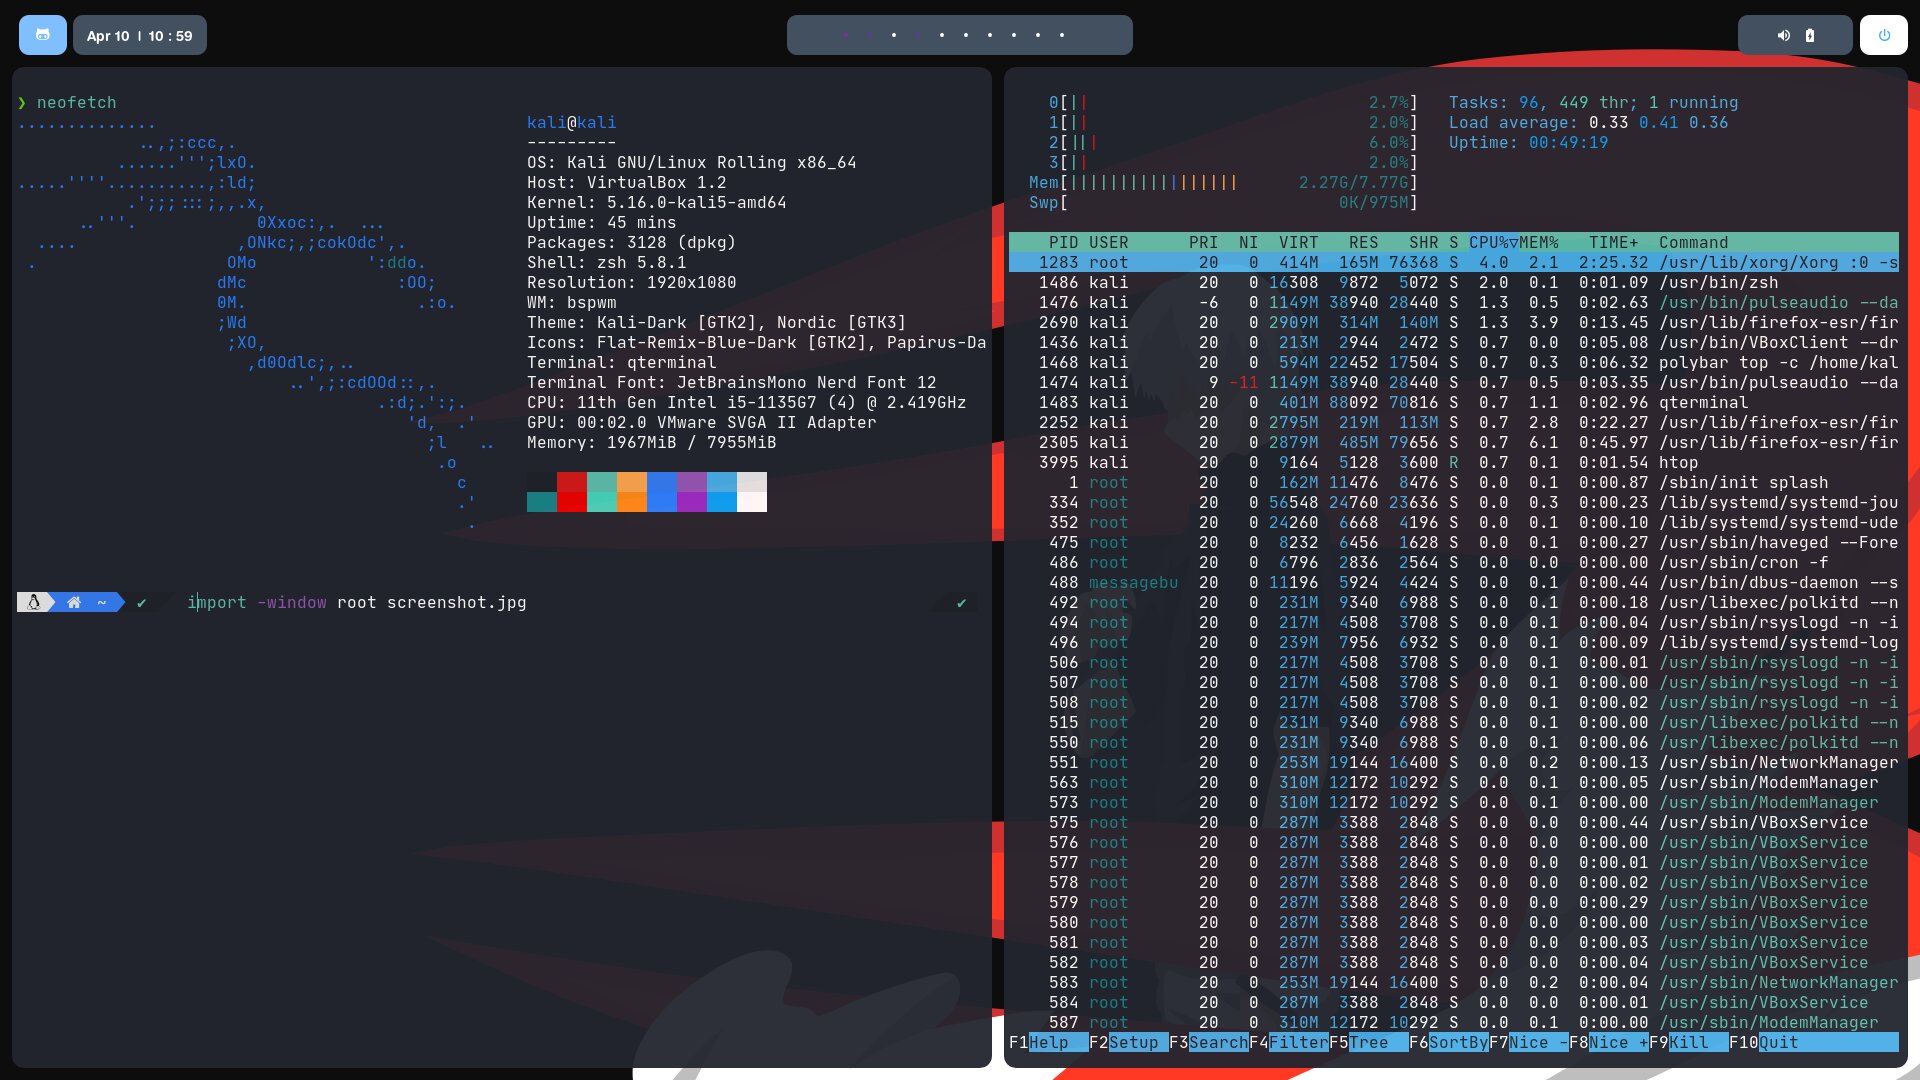 Apr 10 | 10 : 59
❯ neofetch
..............
..,;:ccc,.
......''';lxO.
.....''''..........,:ld;
.';;;:::;,,.x,
..'''. 0Xxoc:,. ...
.... ,ONkc;,;cokOdc',.
. OMo ':ddo.
dMc :OO;
0M. .:o.
;Wd
;XO,
,d0Odlc;,..
..',;:cdOOd::,.
.:d;.':;.
'd, .'
;l ..
.o
c
.'
.
kali@kali
---------
OS: Kali GNU/Linux Rolling x86_64
Host: VirtualBox 1.2
Kernel: 5.16.0-kali5-amd64
Uptime: 45 mins
Packages: 3128 (dpkg)
Shell: zsh 5.8.1
Resolution: 1920x1080
WM: bspwm
Theme: Kali-Dark [GTK2], Nordic [GTK3]
Icons: Flat-Remix-Blue-Dark [GTK2], Papirus-Da
Terminal: qterminal
Terminal Font: JetBrainsMono Nerd Font 12
CPU: 11th Gen Intel i5-1135G7 (4) @ 2.419GHz
GPU: 00:02.0 VMware SVGA II Adapter
Memory: 1967MiB / 7955MiB
~ ✔ import -window root screenshot.jpg ✔
0[|| 2.7%]
1[|| 2.0%]
2[||| 6.0%]
3[|| 2.0%]
Mem[||||||||||||||||| 2.27G/7.77G]
Swp[ 0K/975M]
Tasks: 96, 449 thr; 1 running
Load average: 0.33 0.41 0.36
Uptime: 00:49:19
PID USER PRI NI VIRT RES SHR S CPU%▽MEM% TIME+ Command
1283 root 20 0 414M 165M 76368 S 4.0 2.1 2:25.32 /usr/lib/xorg/Xorg :0 -s
1486 kali 20 0 16308 9872 5072 S 2.0 0.1 0:01.09 /usr/bin/zsh
1476 kali -6 0 1149M 38940 28440 S 1.3 0.5 0:02.63 /usr/bin/pulseaudio --da
2690 kali 20 0 2909M 314M 140M S 1.3 3.9 0:13.45 /usr/lib/firefox-esr/fir
1436 kali 20 0 213M 2944 2472 S 0.7 0.0 0:05.08 /usr/bin/VBoxClient --dr
1468 kali 20 0 594M 22452 17504 S 0.7 0.3 0:06.32 polybar top -c /home/kal
1474 kali 9 -11 1149M 38940 28440 S 0.7 0.5 0:03.35 /usr/bin/pulseaudio --da
1483 kali 20 0 401M 88092 70816 S 0.7 1.1 0:02.96 qterminal
2252 kali 20 0 2795M 219M 113M S 0.7 2.8 0:22.27 /usr/lib/firefox-esr/fir
2305 kali 20 0 2879M 485M 79656 S 0.7 6.1 0:45.97 /usr/lib/firefox-esr/fir
3995 kali 20 0 9164 5128 3600 R 0.7 0.1 0:01.54 htop
1 root 20 0 162M 11476 8476 S 0.0 0.1 0:00.87 /sbin/init splash
334 root 20 0 56548 24760 23636 S 0.0 0.3 0:00.23 /lib/systemd/systemd-jou
352 root 20 0 24260 6668 4196 S 0.0 0.1 0:00.10 /lib/systemd/systemd-ude
475 root 20 0 8232 6456 1628 S 0.0 0.1 0:00.27 /usr/sbin/haveged --Fore
486 root 20 0 6796 2836 2564 S 0.0 0.0 0:00.00 /usr/sbin/cron -f
488 messagebu 20 0 11196 5924 4424 S 0.0 0.1 0:00.44 /usr/bin/dbus-daemon --s
492 root 20 0 231M 9340 6988 S 0.0 0.1 0:00.18 /usr/libexec/polkitd --n
494 root 20 0 217M 4508 3708 S 0.0 0.1 0:00.04 /usr/sbin/rsyslogd -n -i
496 root 20 0 239M 7956 6932 S 0.0 0.1 0:00.09 /lib/systemd/systemd-log
506 root 20 0 217M 4508 3708 S 0.0 0.1 0:00.01 /usr/sbin/rsyslogd -n -i
507 root 20 0 217M 4508 3708 S 0.0 0.1 0:00.00 /usr/sbin/rsyslogd -n -i
508 root 20 0 217M 4508 3708 S 0.0 0.1 0:00.02 /usr/sbin/rsyslogd -n -i
515 root 20 0 231M 9340 6988 S 0.0 0.1 0:00.00 /usr/libexec/polkitd --n
550 root 20 0 231M 9340 6988 S 0.0 0.1 0:00.06 /usr/libexec/polkitd --n
551 root 20 0 253M 19144 16400 S 0.0 0.2 0:00.13 /usr/sbin/NetworkManager
563 root 20 0 310M 12172 10292 S 0.0 0.1 0:00.05 /usr/sbin/ModemManager
573 root 20 0 310M 12172 10292 S 0.0 0.1 0:00.00 /usr/sbin/ModemManager
575 root 20 0 287M 3388 2848 S 0.0 0.0 0:00.44 /usr/sbin/VBoxService
576 root 20 0 287M 3388 2848 S 0.0 0.0 0:00.00 /usr/sbin/VBoxService
577 root 20 0 287M 3388 2848 S 0.0 0.0 0:00.01 /usr/sbin/VBoxService
578 root 20 0 287M 3388 2848 S 0.0 0.0 0:00.02 /usr/sbin/VBoxService
579 root 20 0 287M 3388 2848 S 0.0 0.0 0:00.29 /usr/sbin/VBoxService
580 root 20 0 287M 3388 2848 S 0.0 0.0 0:00.00 /usr/sbin/VBoxService
581 root 20 0 287M 3388 2848 S 0.0 0.0 0:00.03 /usr/sbin/VBoxService
582 root 20 0 287M 3388 2848 S 0.0 0.0 0:00.04 /usr/sbin/VBoxService
583 root 20 0 253M 19144 16400 S 0.0 0.2 0:00.04 /usr/sbin/NetworkManager
584 root 20 0 287M 3388 2848 S 0.0 0.0 0:00.01 /usr/sbin/VBoxService
587 root 20 0 310M 12172 10292 S 0.0 0.1 0:00.00 /usr/sbin/ModemManager
F1Help F2Setup F3SearchF4FilterF5Tree F6SortByF7Nice -F8Nice +F9Kill F10Quit